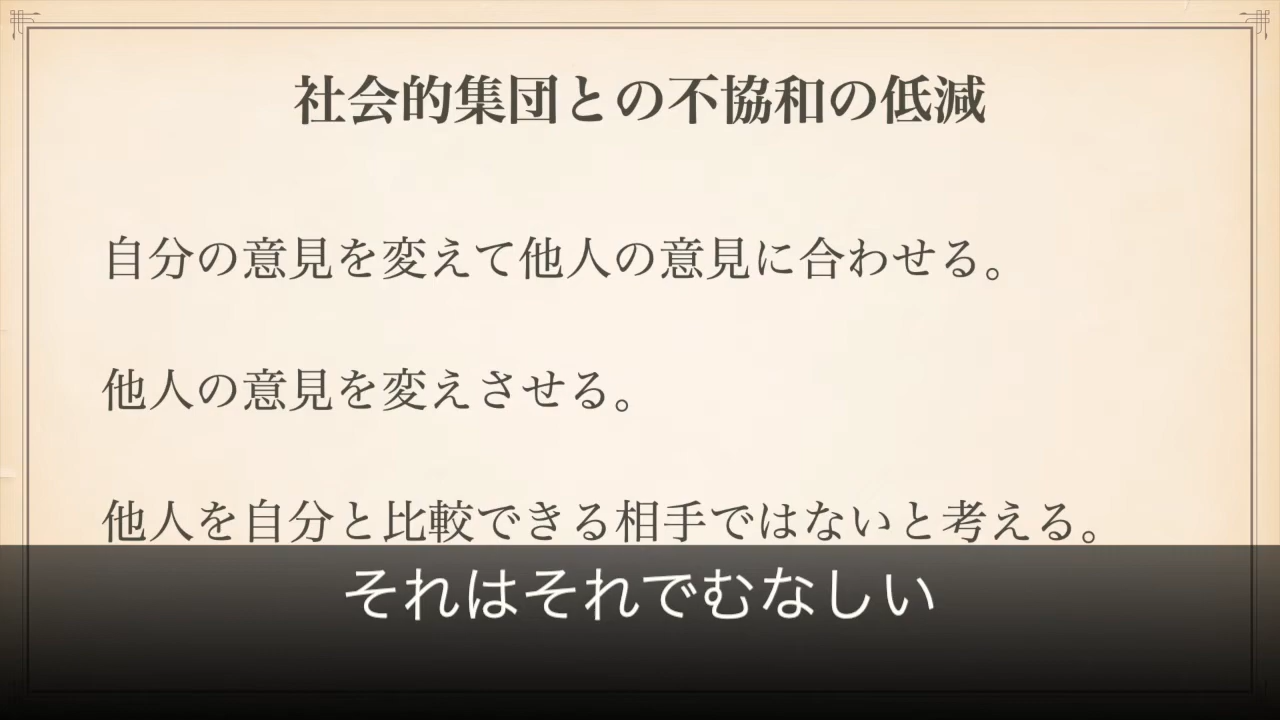 社会的集団との不協和の低減
自分の意見を変えて他人の意見に合わせる。
他人の意見を変えさせる。
他人を自分と比較できる相手ではないと考える。
それはそれでむなしい